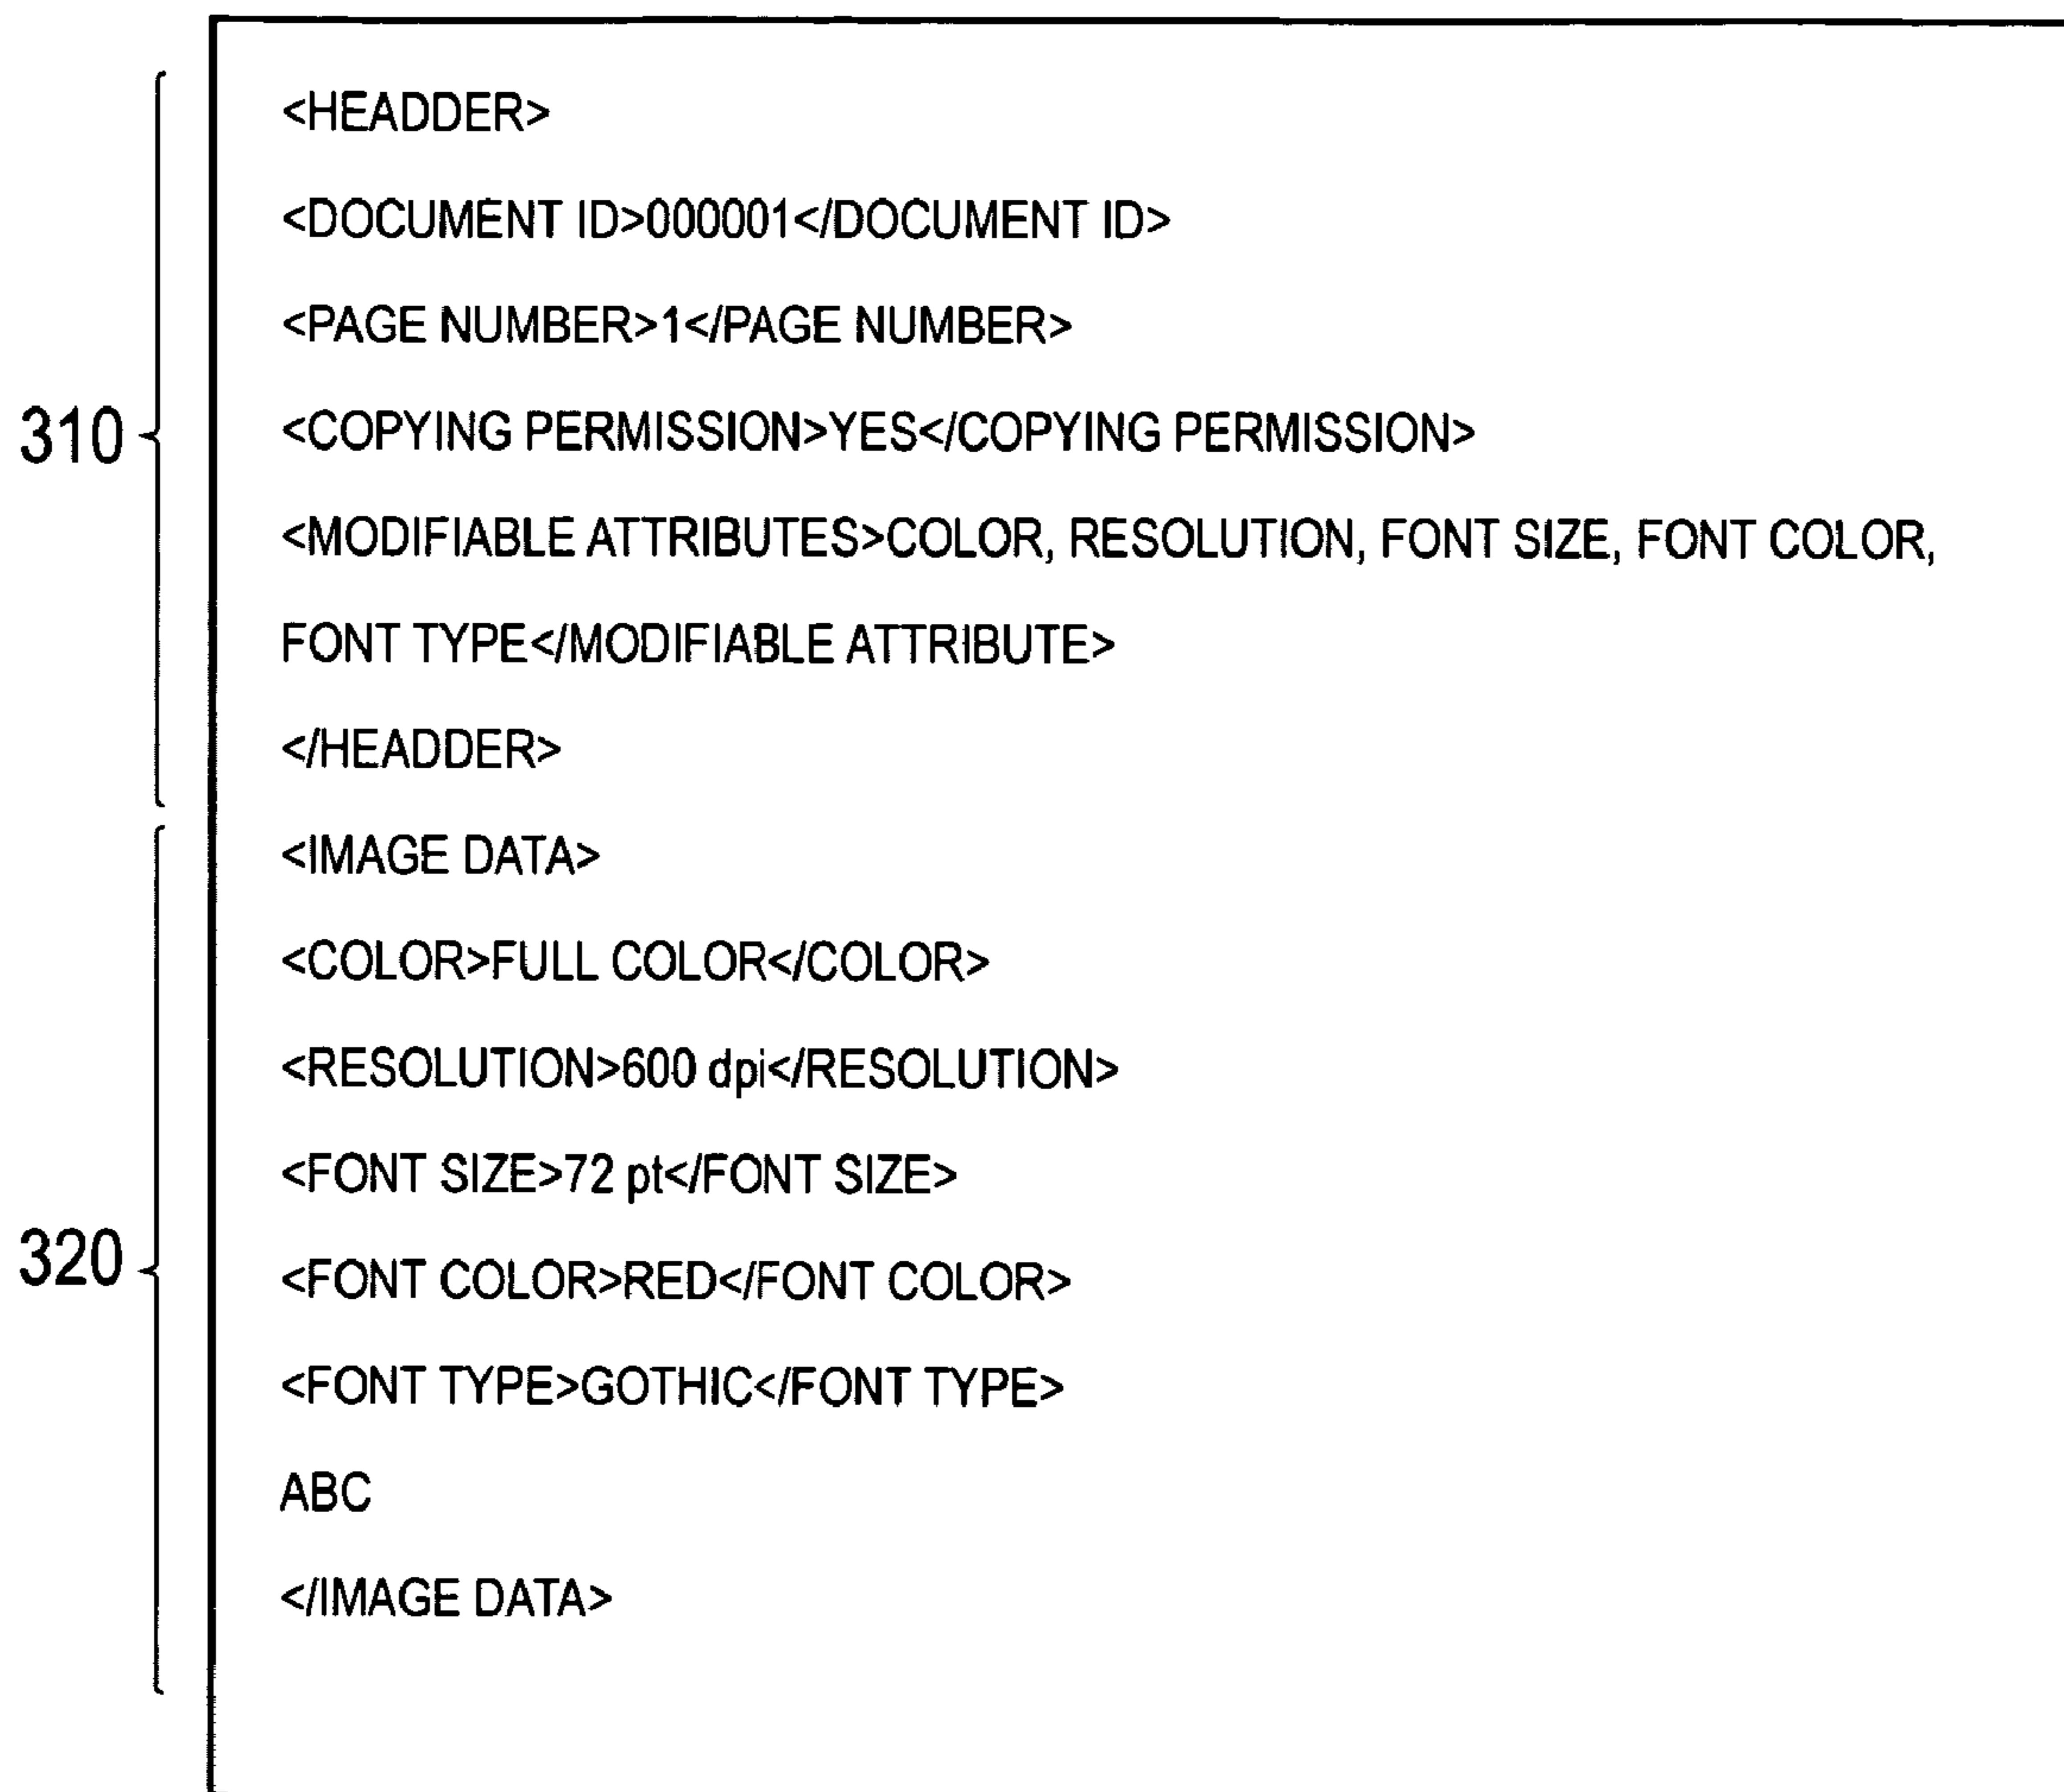 <HEADDER>
<DOCUMENT ID>000001</DOCUMENT ID>
<PAGE NUMBER>1</PAGE NUMBER>
310
<COPYING PERMISSION>YES</COPYING PERMISSION>
<MODIFIABLE ATTRIBUTES>COLOR, RESOLUTION, FONT SIZE, FONT COLOR,
FONT TYPE</MODIFIABLE ATTRIBUTE>
</HEADDER>
<IMAGE DATA>
<COLOR>FULL COLOR</COLOR>
<RESOLUTION>600 dpi</RESOLUTION>
<FONT SIZE>72 pt</FONT SIZE>
320
<FONT COLOR>RED</FONT COLOR>
<FONT TYPE>GOTHIC</FONT TYPE>
ABC
</IMAGE DATA>